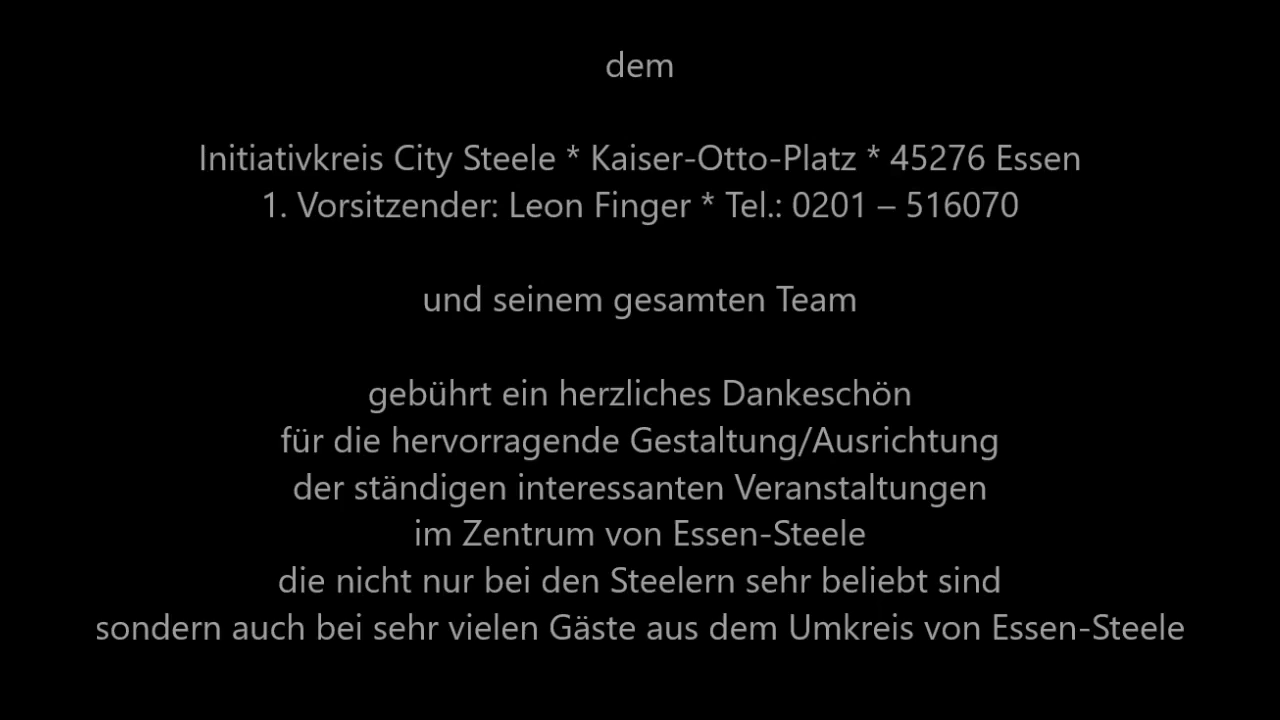 dem
Initiativkreis City Steele * Kaiser-Otto-Platz * 45276 Essen
1. Vorsitzender: Leon Finger * Tel.: 0201 – 516070
und seinem gesamten Team
gebührt ein herzliches Dankeschön
für die hervorragende Gestaltung/Ausrichtung
der ständigen interessanten Veranstaltungen
im Zentrum von Essen-Steele
die nicht nur bei den Steelern sehr beliebt sind
sondern auch bei sehr vielen Gäste aus dem Umkreis von Essen-Steele